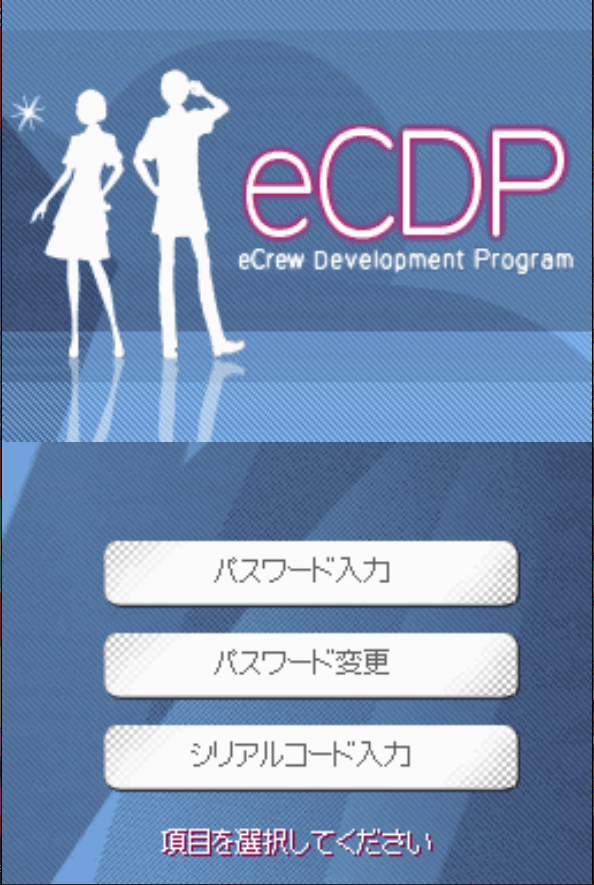 eCDP
eCrew Development Program
パスワード入力
パスワード変更
シリアルコード入力
項目を選択してください